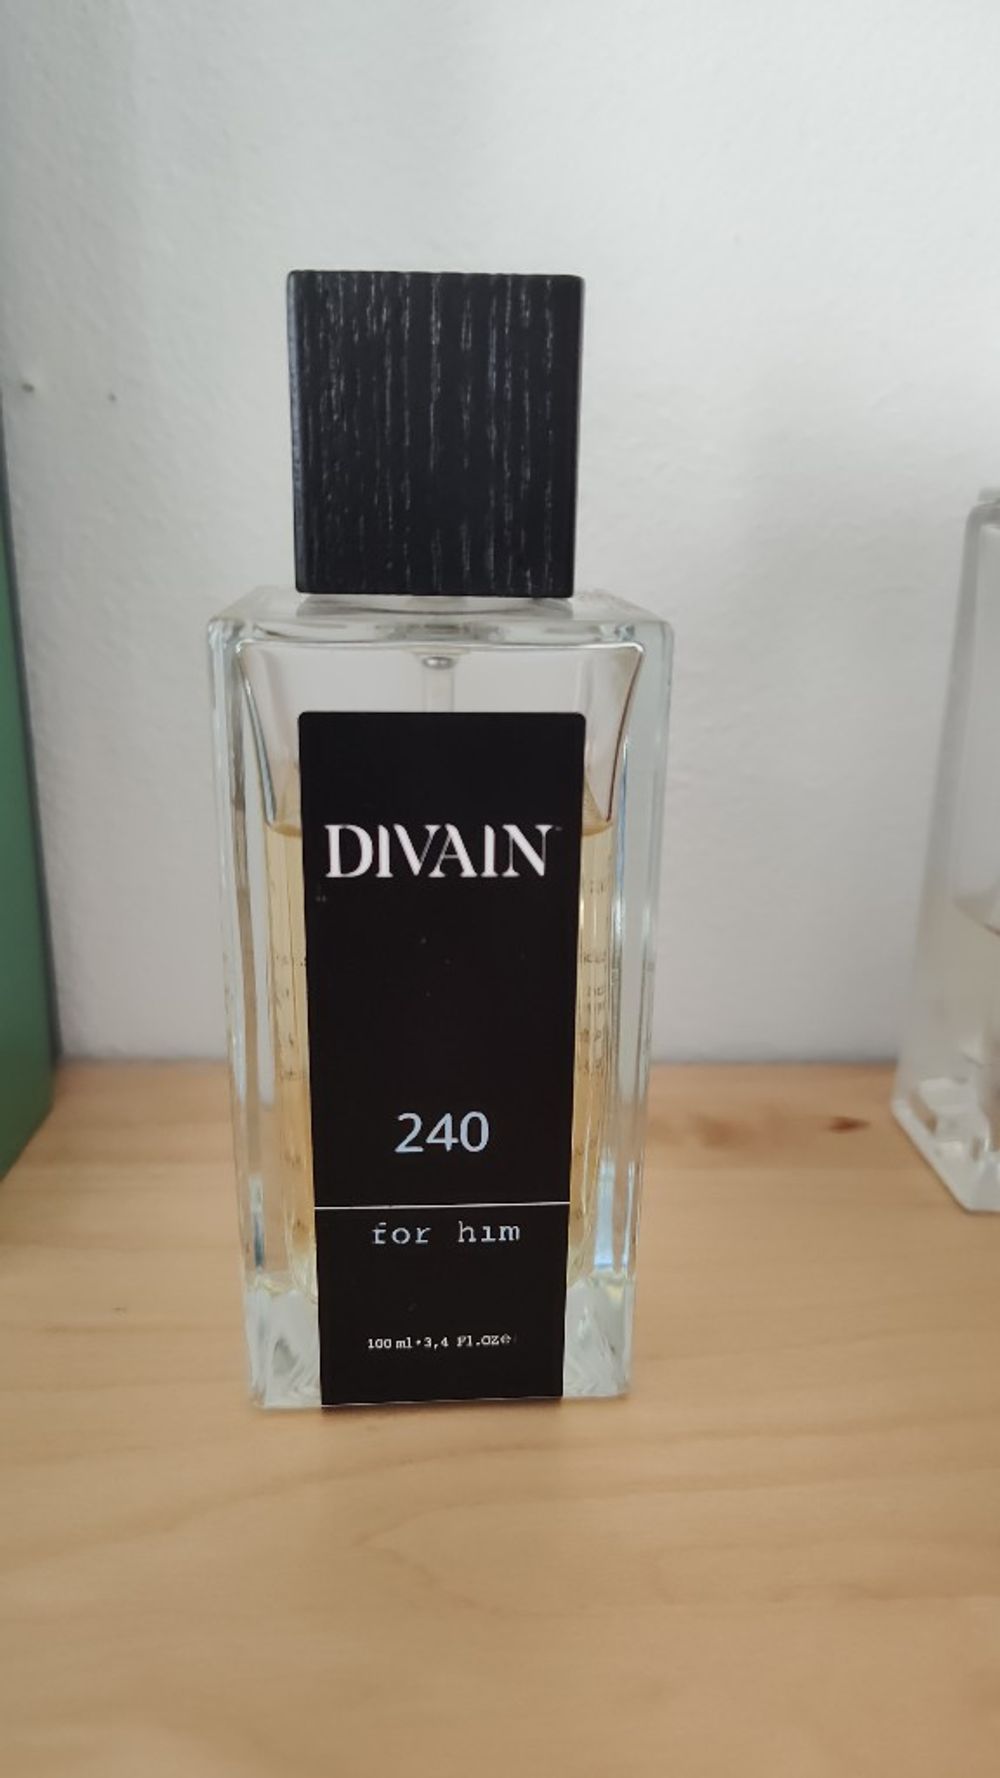 DIVAIN
240
for him
100 ml • 3,4 Fl.Oz e